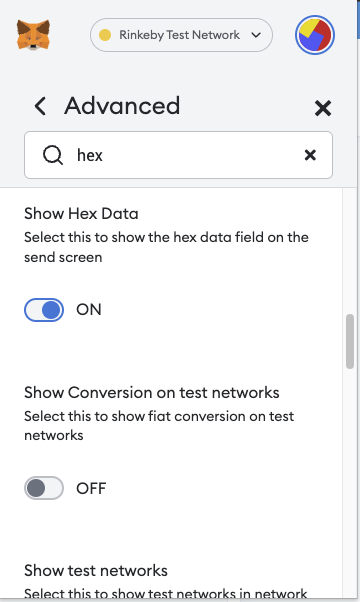 Rinkeby Test Network
Advanced
hex
Show Hex Data
Select this to show the hex data field on the
send screen
ON
Show Conversion on test networks
Select this to show fiat conversion on test
networks
OFF
Show test networks
Select this to show test networks in network